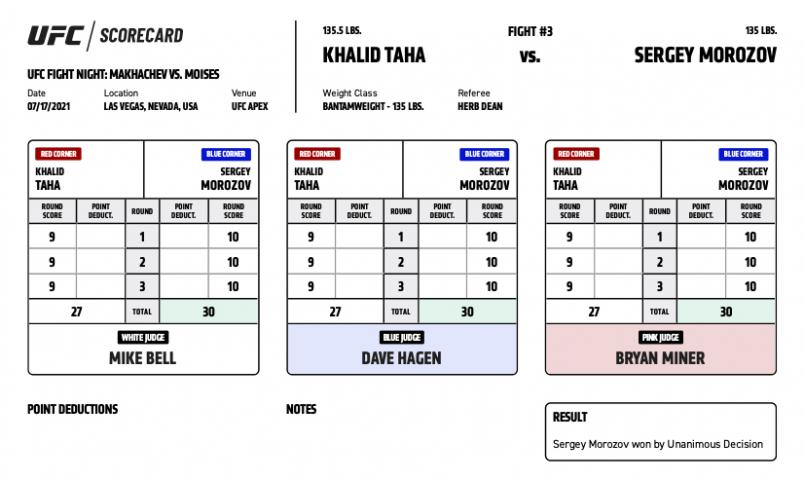 UFC / SCORECARD
UFC FIGHT NIGHT: MAKHACHEV VS. MOISES
Date Location Venue
07/17/2021 LAS VEGAS, NEVADA, USA UFC APEX
135.5 LBS. FIGHT #3 135 LBS.
KHALID TAHA VS. SERGEY MOROZOV
Weight Class Referee
BANTAMWEIGHT - 135 LBS. HERB DEAN
RED CORNER BLUE CORNER
KHALID SERGEY
TAHA MOROZOV
ROUND SCORE POINT DEDUCT. ROUND POINT DEDUCT. ROUND SCORE
9 1 10
9 2 10
9 3 10
27 TOTAL 30
WHITE JUDGE
MIKE BELL
RED CORNER BLUE CORNER
KHALID SERGEY
TAHA MOROZOV
ROUND SCORE POINT DEDUCT. ROUND POINT DEDUCT. ROUND SCORE
9 1 10
9 2 10
9 3 10
27 TOTAL 30
BLUE JUDGE
DAVE HAGEN
RED CORNER BLUE CORNER
KHALID SERGEY
TAHA MOROZOV
ROUND SCORE POINT DEDUCT. ROUND POINT DEDUCT. ROUND SCORE
9 1 10
9 2 10
9 3 10
27 TOTAL 30
PINK JUDGE
BRYAN MINER
POINT DEDUCTIONS
NOTES
RESULT
Sergey Morozov won by Unanimous Decision